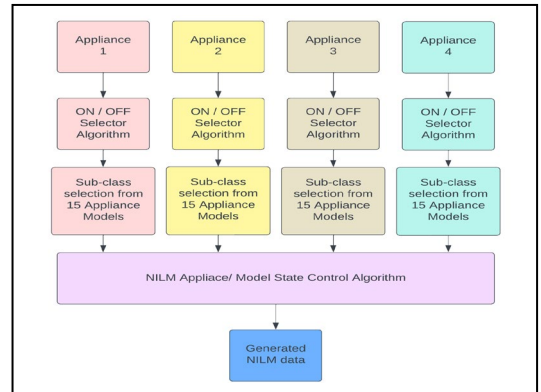 Appliance
1
Appliance
2
Appliance
3
Appliance
4
ON / OFF
Selector
Algorithm
ON / OFF
Selector
Algorithm
ON / OFF
Selector
Algorithm
ON / OFF
Selector
Algorithm
Sub-class
selection from
15 Appliance
Models
Sub-class
selection from
15 Appliance
Models
Sub-class
selection from
15 Appliance
Models
Sub-class
selection from
15 Appliance
Models
NILM Appliace/ Model State Control Algorithm
Generated
NILM data